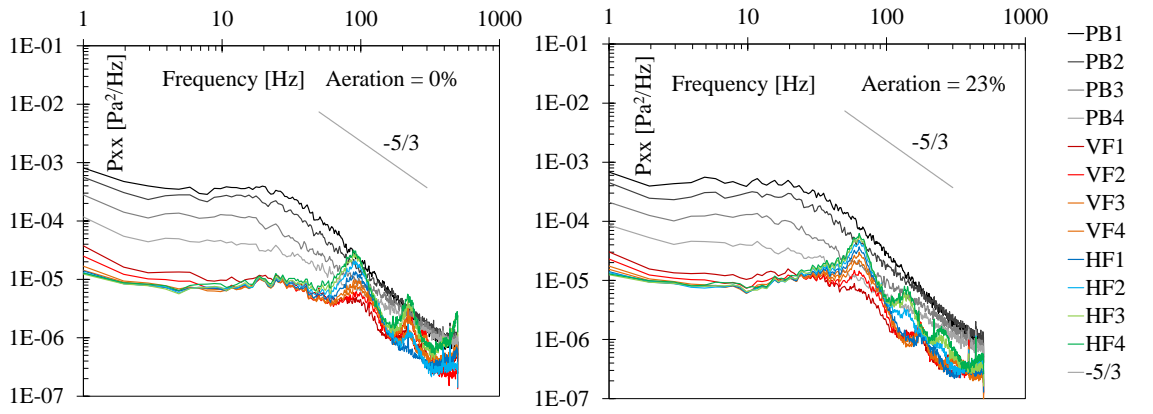 1 10 100 1000
1E-01
1E-02
1E-03
1E-04
1E-05
1E-06
1E-07
Pxx [Pa²/Hz]
Frequency [Hz] Aeration = 0%
-5/3
1 10 100 1000
1E-01
1E-02
1E-03
1E-04
1E-05
1E-06
1E-07
Pxx [Pa²/Hz]
Frequency [Hz] Aeration = 23%
-5/3
PB1
PB2
PB3
PB4
VF1
VF2
VF3
VF4
HF1
HF2
HF3
HF4
-5/3